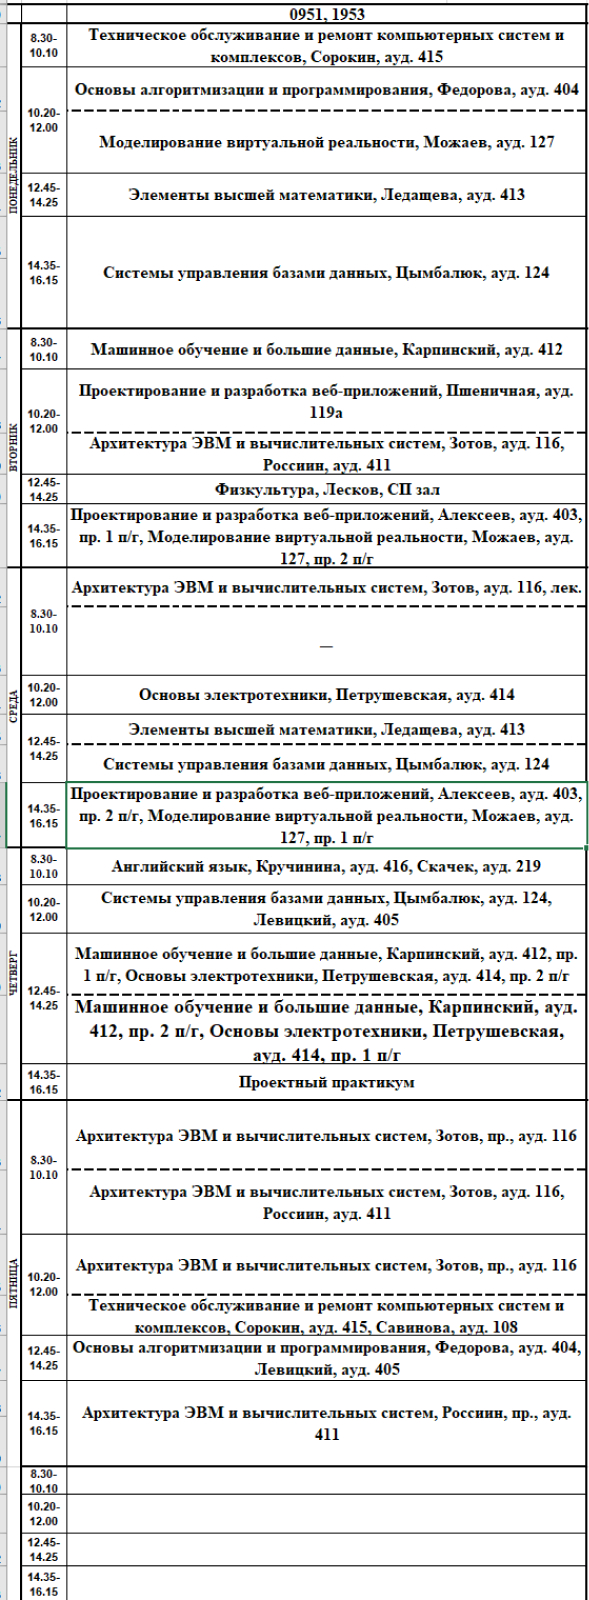 0951, 1953
ПОНЕДЕЛЬНИК
8.30-
10.10
Техническое обслуживание и ремонт компьютерных систем и
комплексов, Сорокин, ауд. 415
10.20-
12.00
Основы алгоритмизации и программирования, Федорова, ауд. 404
Моделирование виртуальной реальности, Можаев, ауд. 127
12.45-
14.25
Элементы высшей математики, Ледащева, ауд. 413
14.35-
16.15
Системы управления базами данных, Цымбалюк, ауд. 124
ВТОРНИК
8.30-
10.10
Машинное обучение и большие данные, Карпинский, ауд. 412
10.20-
12.00
Проектирование и разработка веб-приложений, Пшеничная, ауд.
119а
Архитектура ЭВМ и вычислительных систем, Зотов, ауд. 116,
Россиин, ауд. 411
12.45-
14.25
Физкультура, Лесков, СП зал
14.35-
16.15
Проектирование и разработка веб-приложений, Алексеев, ауд. 403,
пр. 1 п/г, Моделирование виртуальной реальности, Можаев, ауд.
127, пр. 2 п/г
СРЕДА
8.30-
10.10
Архитектура ЭВМ и вычислительных систем, Зотов, ауд. 116, лек.
—
10.20-
12.00
Основы электротехники, Петрушевская, ауд. 414
12.45-
14.25
Элементы высшей математики, Ледащева, ауд. 413
Системы управления базами данных, Цымбалюк, ауд. 124
14.35-
16.15
Проектирование и разработка веб-приложений, Алексеев, ауд. 403,
пр. 2 п/г, Моделирование виртуальной реальности, Можаев, ауд.
127, пр. 1 п/г
ЧЕТВЕРГ
8.30-
10.10
Английский язык, Кручинина, ауд. 416, Скачек, ауд. 219
10.20-
12.00
Системы управления базами данных, Цымбалюк, ауд. 124,
Левицкий, ауд. 405
12.45-
14.25
Машинное обучение и большие данные, Карпинский, ауд. 412, пр.
1 п/г, Основы электротехники, Петрушевская, ауд. 414, пр. 2 п/г
Машинное обучение и большие данные, Карпинский, ауд.
412, пр. 2 п/г, Основы электротехники, Петрушевская,
ауд. 414, пр. 1 п/г
14.35-
16.15
Проектный практикум
ПЯТНИЦА
8.30-
10.10
Архитектура ЭВМ и вычислительных систем, Зотов, пр., ауд. 116
Архитектура ЭВМ и вычислительных систем, Зотов, ауд. 116,
Россиин, ауд. 411
10.20-
12.00
Архитектура ЭВМ и вычислительных систем, Зотов, пр., ауд. 116
Техническое обслуживание и ремонт компьютерных систем и
комплексов, Сорокин, ауд. 415, Савинова, ауд. 108
12.45-
14.25
Основы алгоритмизации и программирования, Федорова, ауд. 404,
Левицкий, ауд. 405
14.35-
16.15
Архитектура ЭВМ и вычислительных систем, Россиин, пр., ауд.
411
8.30-
10.10
10.20-
12.00
12.45-
14.25
14.35-
16.15